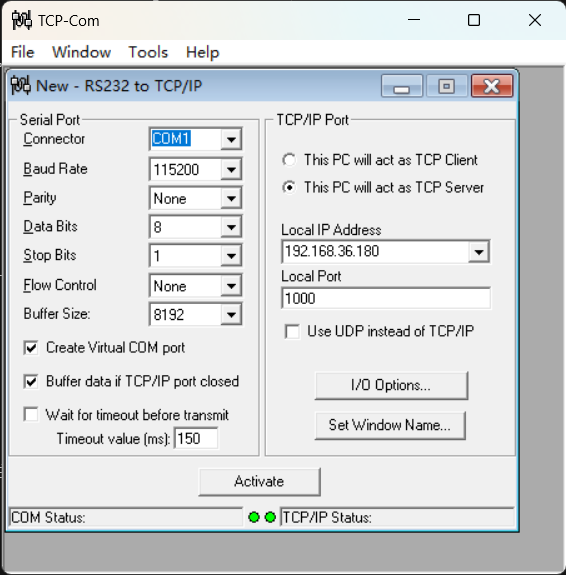 TCP-Com
File Window Tools Help
New - RS232 to TCP/IP
Serial Port
Connector COM1
Baud Rate 115200
Parity None
Data Bits 8
Stop Bits 1
Flow Control None
Buffer Size: 8192
Create Virtual COM port
Buffer data if TCP/IP port closed
Wait for timeout before transmit
Timeout value (ms): 150
TCP/IP Port
This PC will act as TCP Client
This PC will act as TCP Server
Local IP Address
192.168.36.180
Local Port
1000
Use UDP instead of TCP/IP
I/O Options...
Set Window Name...
Activate
COM Status:
TCP/IP Status: